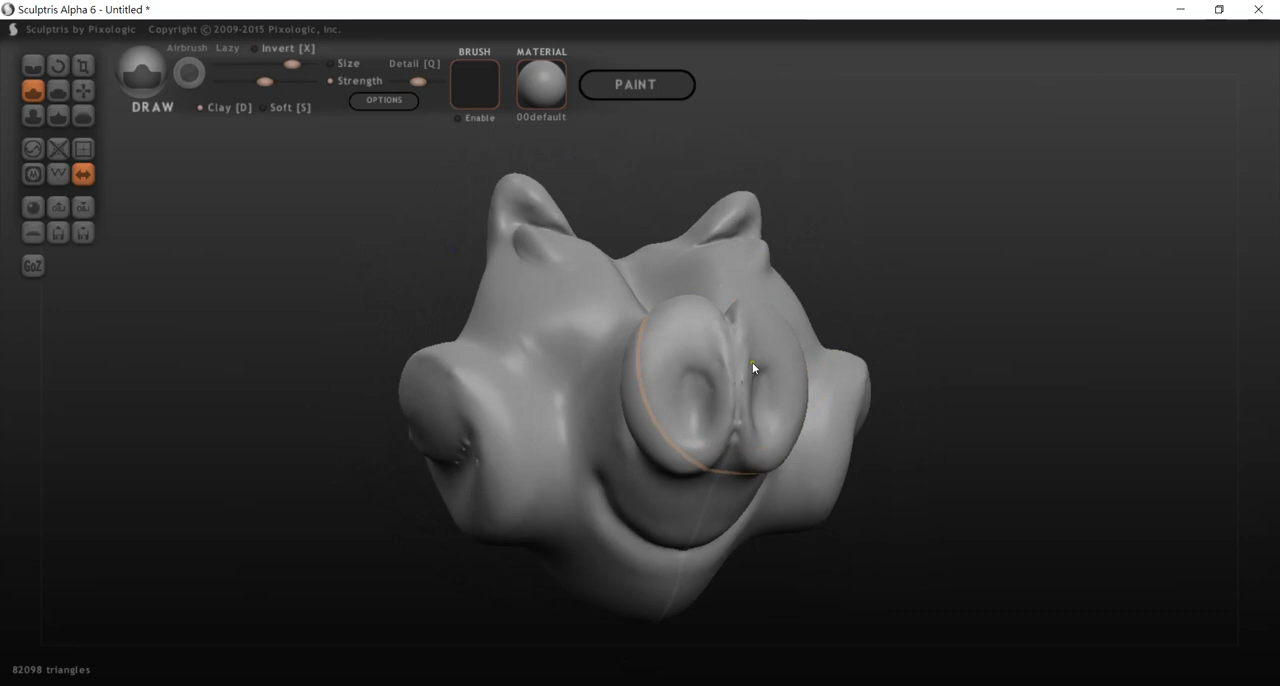 Sculptris Alpha 6 - Untitled *
Sculptris by Pixologic Copyright © 2009-2015 Pixologic, Inc.
Airbrush Lazy Invert [X]
Size Detail [Q]
Strength
OPTIONS
DRAW
Clay [D] Soft [S]
BRUSH
Enable
MATERIAL
00default
PAINT
GoZ
82098 triangles